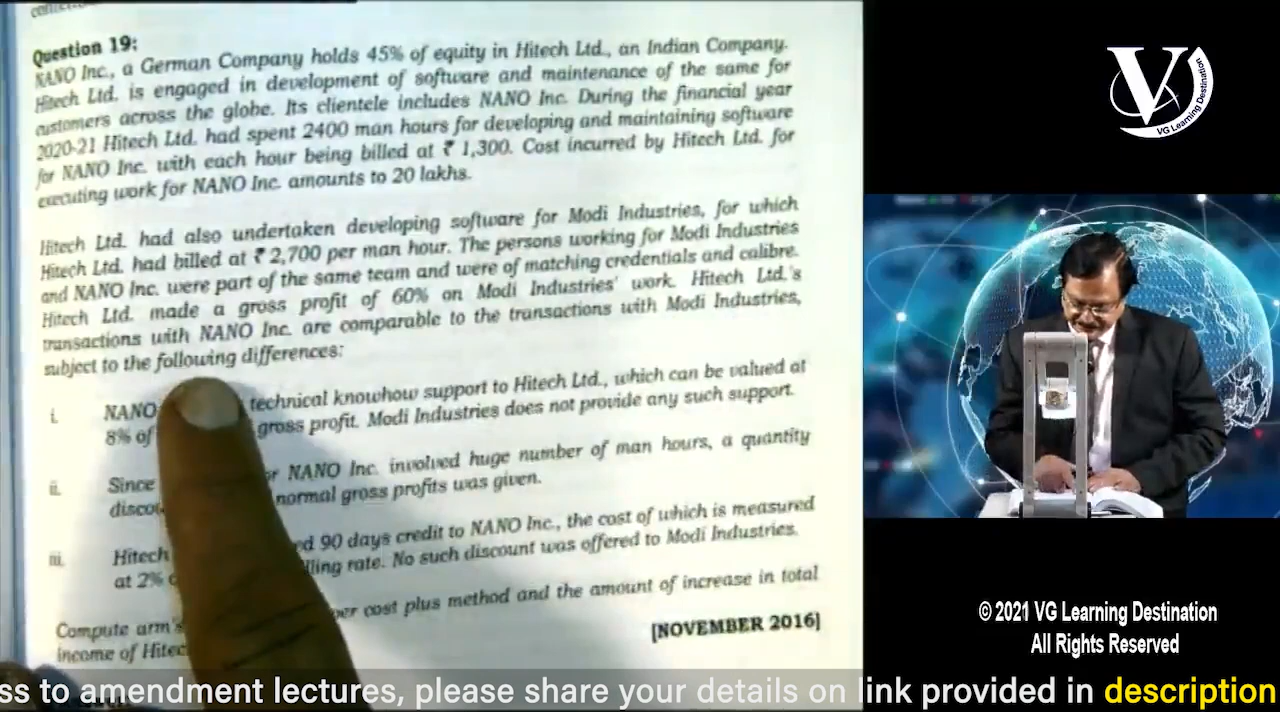 Question 19:
NANO Inc., a German Company holds 45% of equity in Hitech Ltd., an Indian Company.
Hitech Ltd. is engaged in development of software and maintenance of the same for
customers across the globe. Its clientele includes NANO Inc. During the financial year
2020-21 Hitech Ltd. had spent 2400 man hours for developing and maintaining software
for NANO Inc. with each hour being billed at ₹ 1,300. Cost incurred by Hitech Ltd. for
executing work for NANO Inc. amounts to 20 lakhs.
Hitech Ltd. had also undertaken developing software for Modi Industries, for which
Hitech Ltd. had billed at ₹ 2,700 per man hour. The persons working for Modi Industries
and NANO Inc. were part of the same team and were of matching credentials and calibre.
Hitech Ltd. made a gross profit of 60% on Modi Industries' work. Hitech Ltd.'s
transactions with NANO Inc. are comparable to the transactions with Modi Industries,
subject to the following differences:
i. NANO technical knowhow support to Hitech Ltd., which can be valued at
8% of gross profit. Modi Industries does not provide any such support.
ii. Since NANO Inc. involved huge number of man hours, a quantity
normal gross profits was given.
iii. Hitech 90 days credit to NANO Inc., the cost of which is measured
at 2% rate. No such discount was offered to Modi Industries.
Compute cost plus method and the amount of increase in total
income of
[NOVEMBER 2016]
V
VG Learning Destination
© 2021 VG Learning Destination
All Rights Reserved
ss to amendment lectures, please share your details on link provided in description